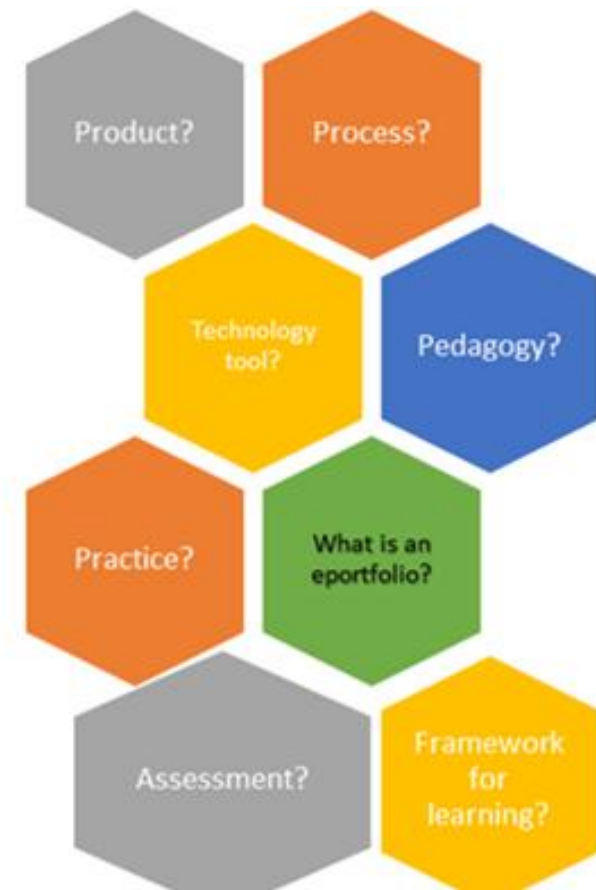 Product?
Process?
Technology
tool?
Pedagogy?
Practice?
What is an
eportfolio?
Assessment?
Framework
for
learning?